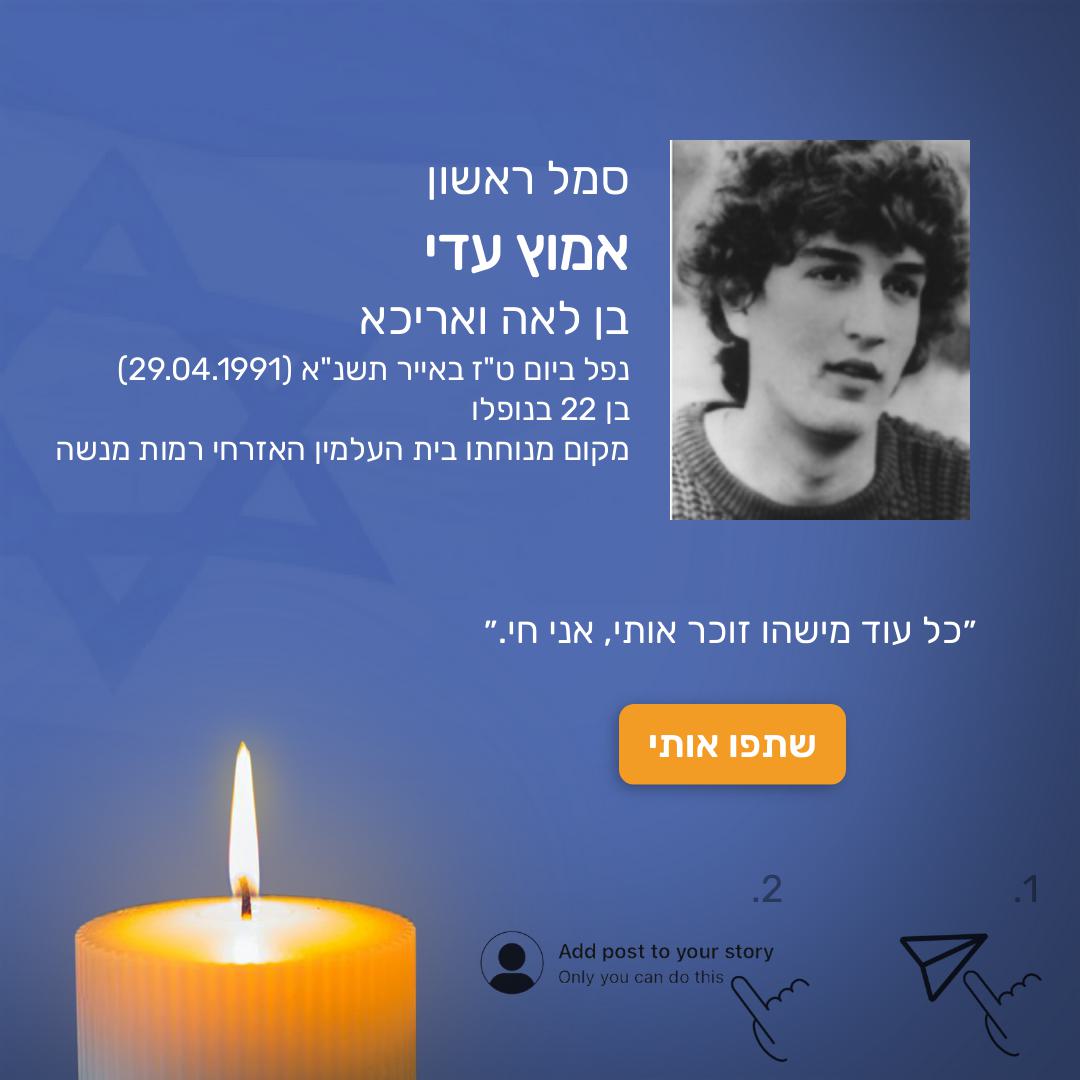 סמל ראשון
אמוץ עדי
בן לאה ואריכא
נפל ביום ט"ז באייר תשנ"א (29.04.1991)
בן 22 בנופלו
מקום מנוחתו בית העלמין האזרחי רמות מנשה
״כל עוד מישהו זוכר אותי, אני חי.״
שתפו אותי
1.
2.
Add post to your story
Only you can do this